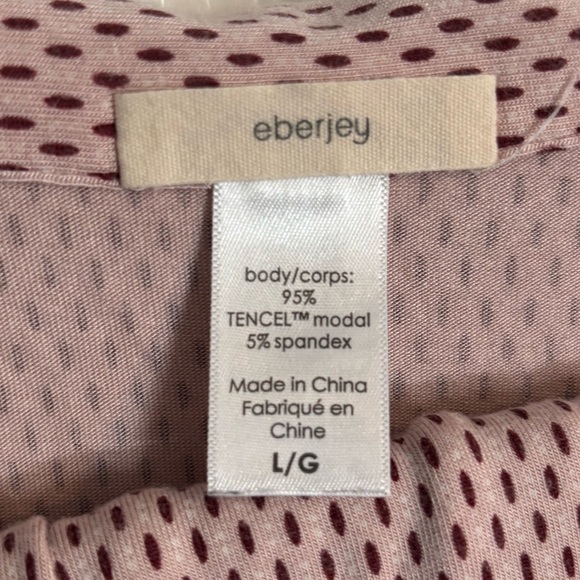 eberjey
body/corps:
95%
TENCEL™ modal
5% spandex
Made in China
Fabriqué en
Chine
L/G